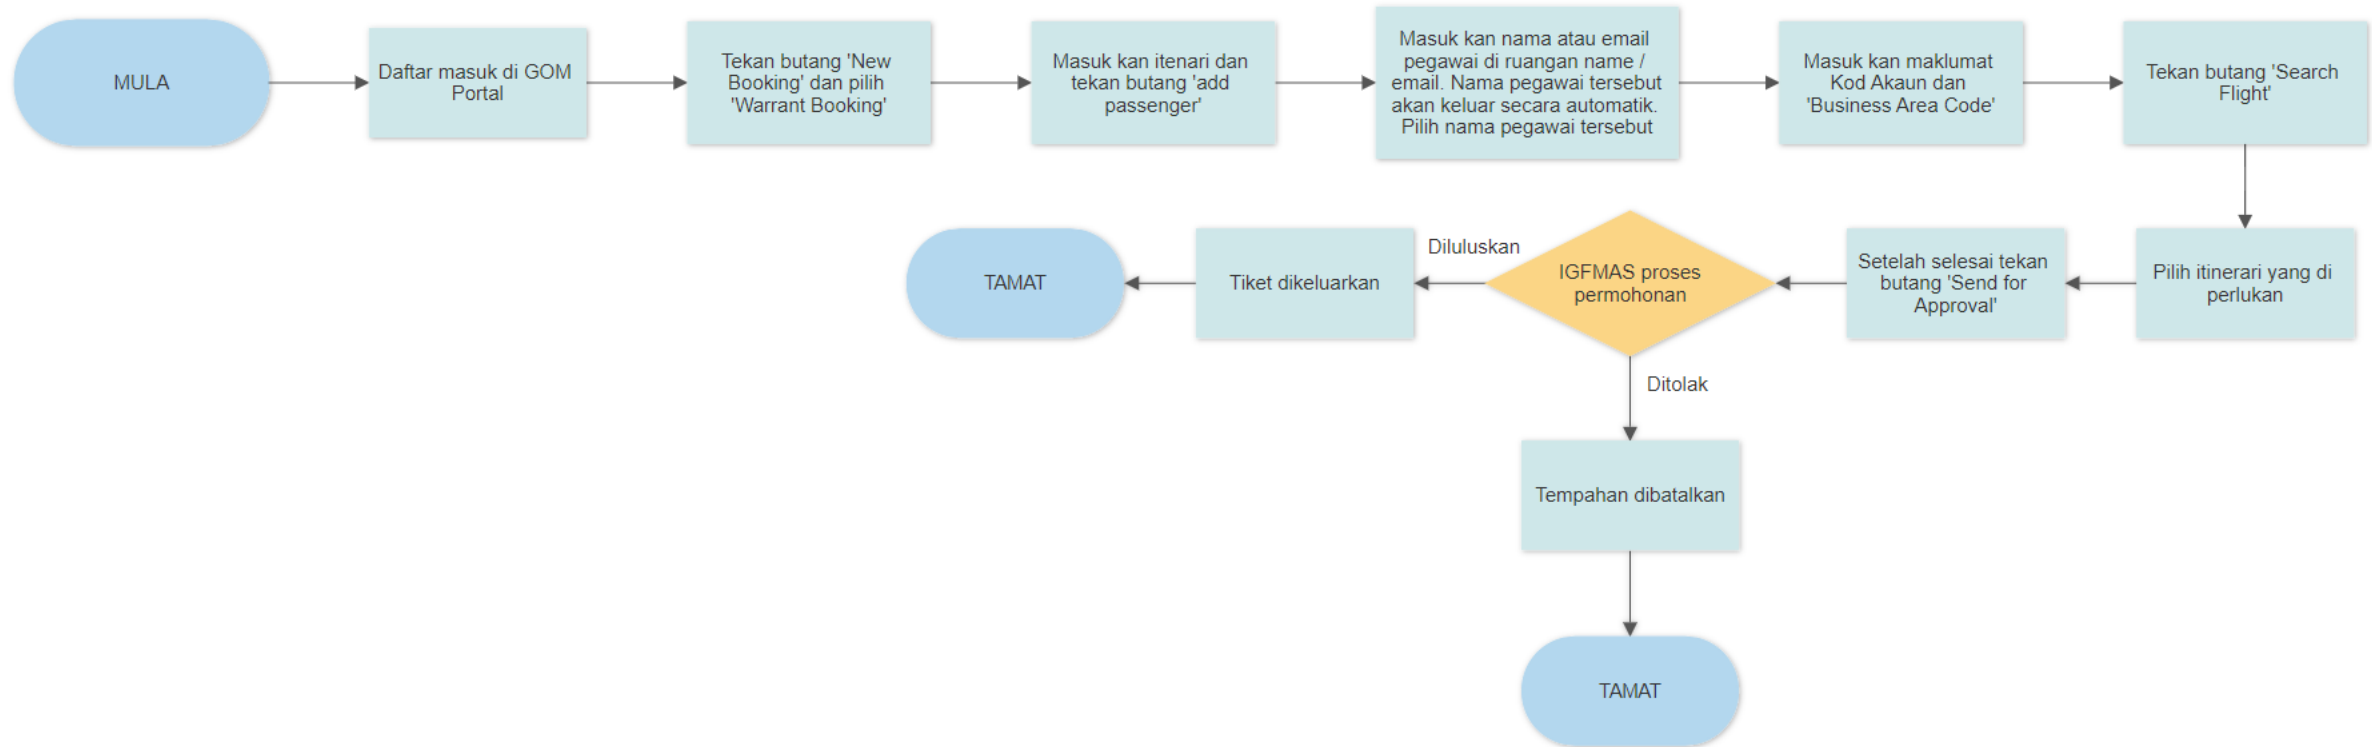 MULA
Daftar masuk di GOM
Portal
Tekan butang 'New
Booking' dan pilih
'Warrant Booking'
Masuk kan itenari dan
tekan butang 'add
passenger'
Masuk kan nama atau email
pegawai di ruangan name /
email. Nama pegawai tersebut
akan keluar secara automatik.
Pilih nama pegawai tersebut
Masuk kan maklumat
Kod Akaun dan
'Business Area Code'
Tekan butang 'Search
Flight'
Pilih itinerari yang di
perlukan
Setelah selesai tekan
butang 'Send for
Approval'
IGFMAS proses
permohonan
Diluluskan
Tiket dikeluarkan
TAMAT
Ditolak
Tempahan dibatalkan
TAMAT